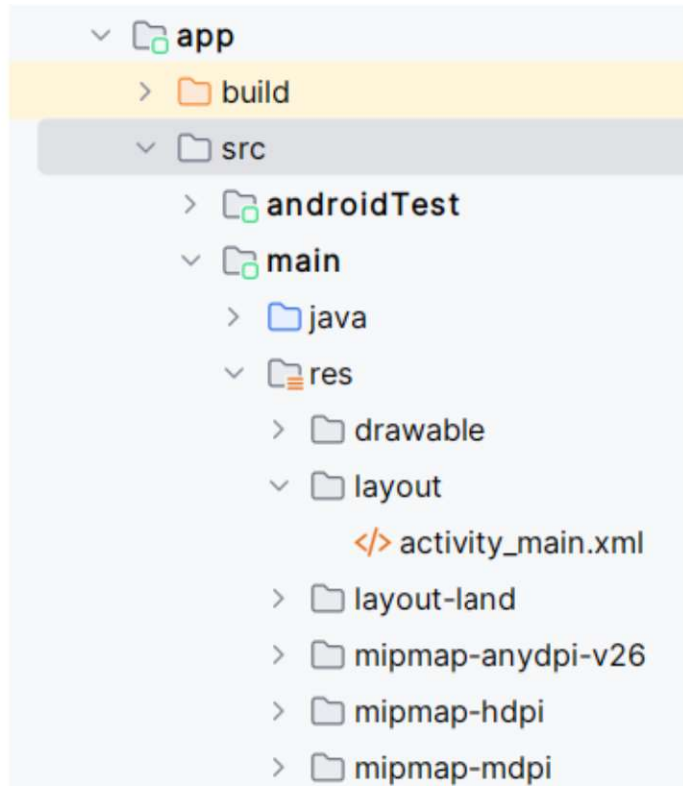 app
build
src
androidTest
main
java
res
drawable
layout
</> activity_main.xml
layout-land
mipmap-anydpi-v26
mipmap-hdpi
mipmap-mdpi